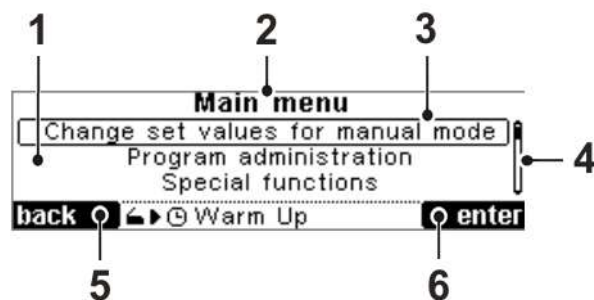 1 2 3
Main menu
Change set values for manual mode
Program administration 4
Special functions
back Warm Up enter
5 6